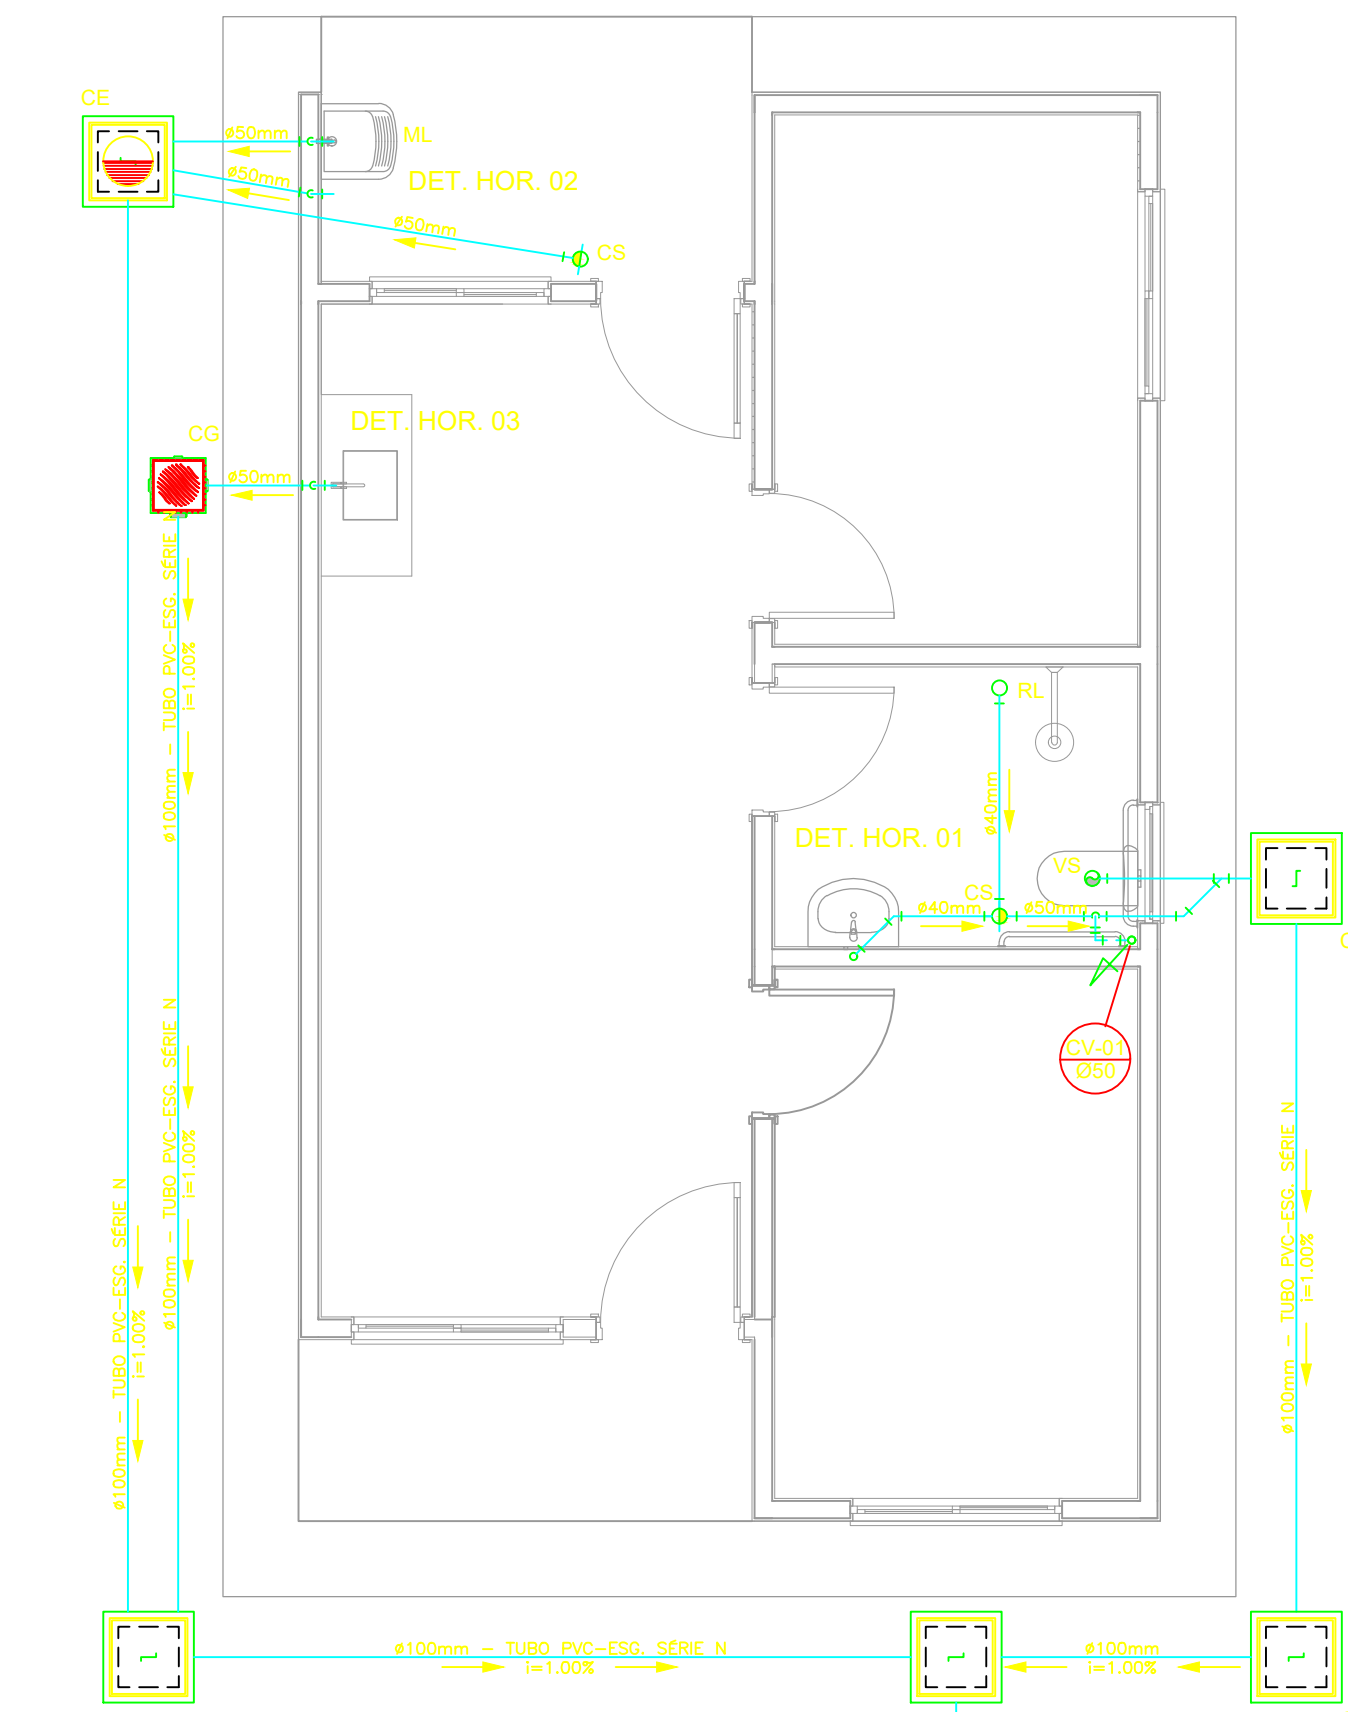 CE
ø50mm
ML
ø50mm
DET. HOR. 02
ø50mm
CS
DET. HOR. 03
CG
ø50mm
ø100mm - TUBO PVC-ESG. SÉRIE N
i=1.00%
RL
ø40mm
DET. HOR. 01
VS
CS
ø40mm
ø50mm
CV-01
Ø50
ø100mm - TUBO PVC-ESG. SÉRIE N
i=1.00%
ø100mm - TUBO PVC-ESG. SÉRIE N
i=1.00%
ø100mm - TUBO PVC-ESG. SÉRIE N
i=1.00%
ø100mm - TUBO PVC-ESG. SÉRIE N
i=1.00%
ø100mm
i=1.00%